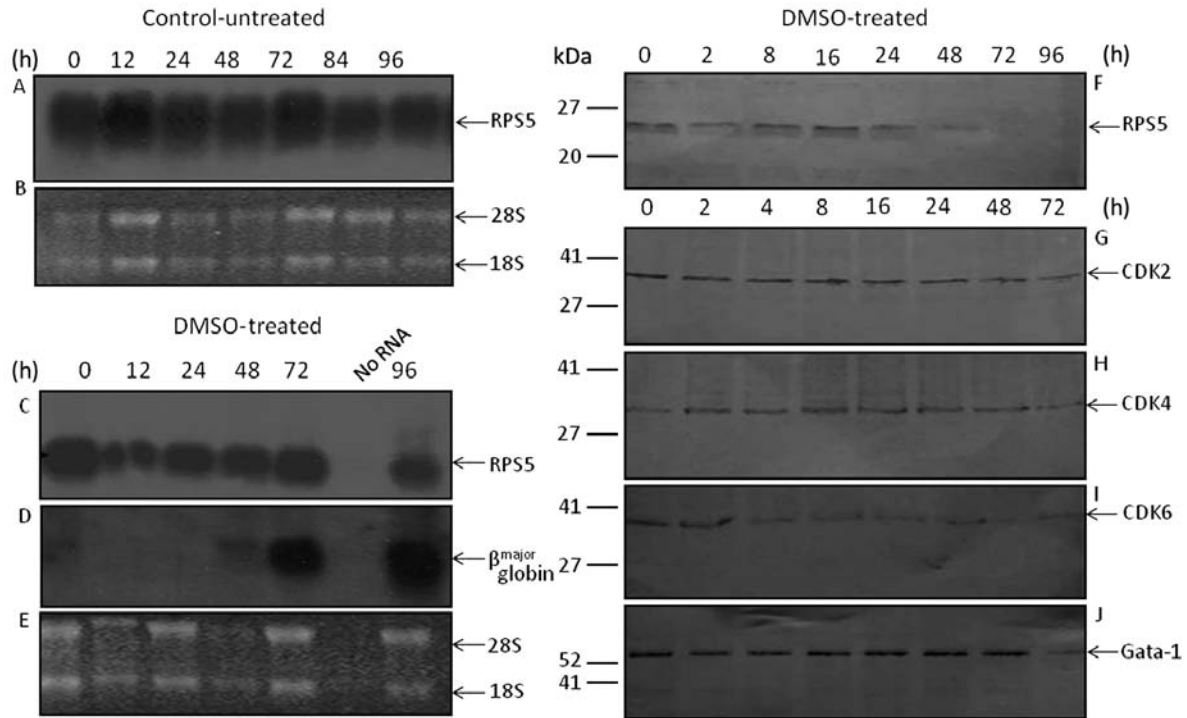 Control-untreated
(h) 0 12 24 48 72 84 96
A
RPS5
B
28S
18S
DMSO-treated
(h) 0 12 24 48 72 No RNA 96
C
RPS5
D
βmajor
globin
E
28S
18S
DMSO-treated
kDa 0 2 8 16 24 48 72 96 (h)
F
27
RPS5
20
0 2 4 8 16 24 48 72 (h)
G
41
CDK2
27
H
41
CDK4
27
I
41
CDK6
27
J
Gata-1
52
41